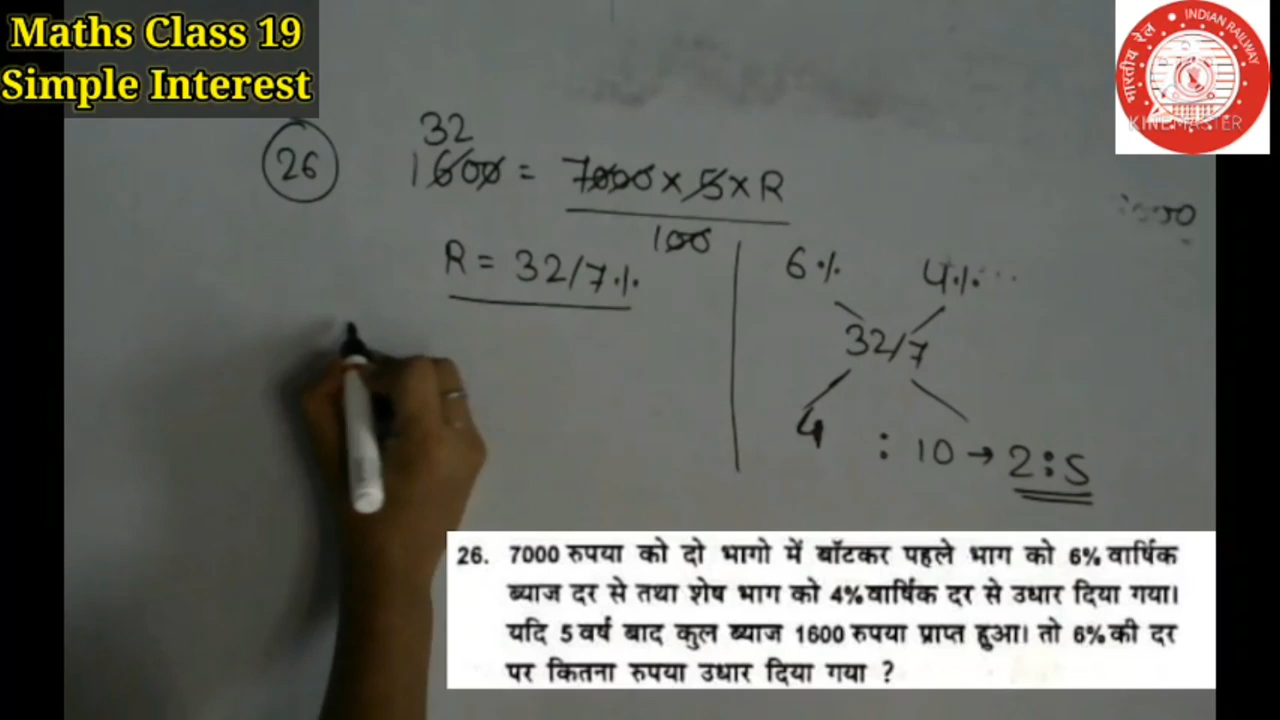 Maths Class 19
Simple Interest
भारतीय रेल INDIAN RAILWAY
KINEMASTER
26
32
1600 = 7000 × 5 × R
100
R = 32/7%
6% 4%
32/7
4 : 10 → 2:5
26. 7000 रुपया को दो भागो में बॉटकर पहले भाग को 6% वार्षिक
ब्याज दर से तथा शेष भाग को 4% वार्षिक दर से उधार दिया गया।
यदि 5 वर्ष बाद कुल ब्याज 1600 रुपया प्राप्त हुआ। तो 6% की दर
पर कितना रुपया उधार दिया गया ?